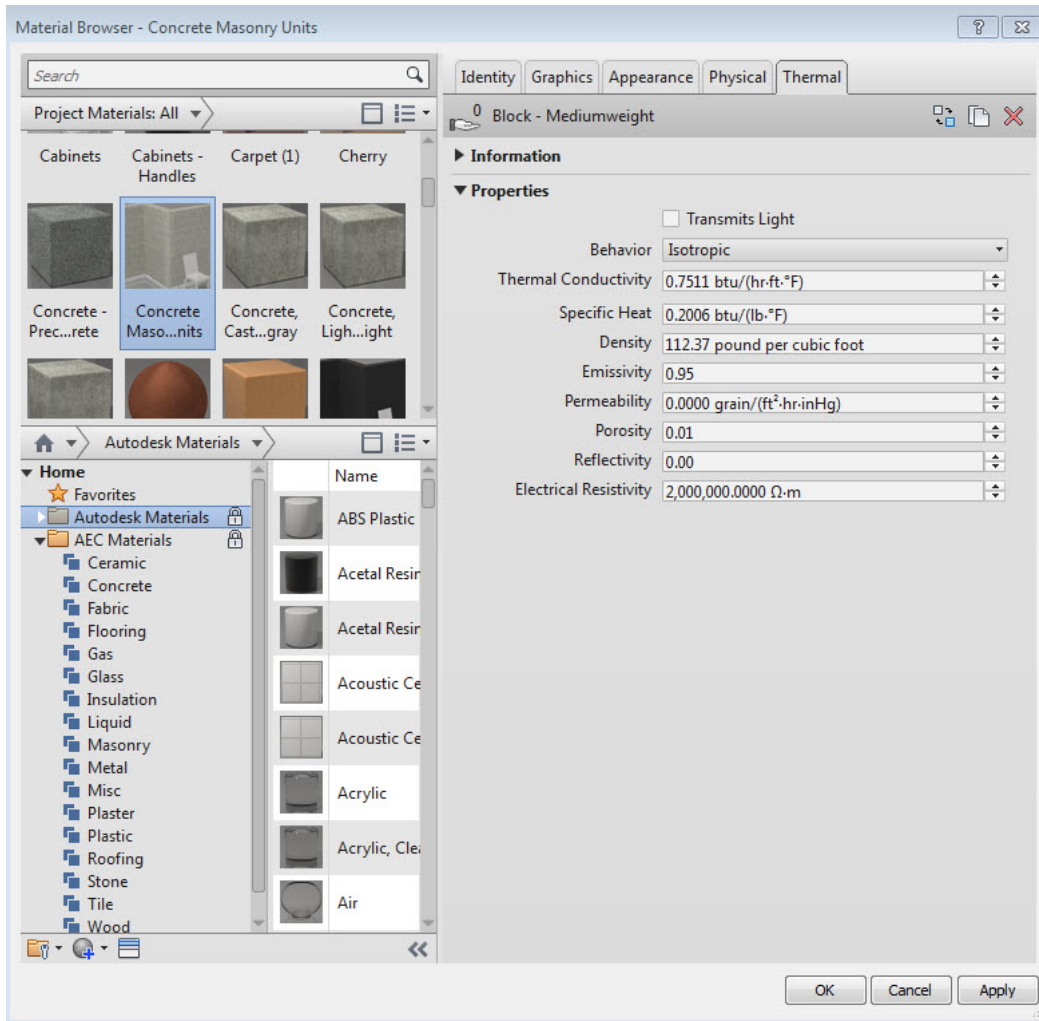 Material Browser - Concrete Masonry Units
Search
Project Materials: All
Cabinets
Cabinets -
Handles
Carpet (1)
Cherry
Concrete -
Prec...rete
Concrete
Maso...nits
Concrete,
Cast...gray
Concrete,
Ligh...ight
Autodesk Materials
Home
Favorites
Autodesk Materials
AEC Materials
Ceramic
Concrete
Fabric
Flooring
Gas
Glass
Insulation
Liquid
Masonry
Metal
Misc
Plaster
Plastic
Roofing
Stone
Tile
Wood
Name
ABS Plastic
Acetal Resin
Acetal Resin
Acoustic Ce
Acoustic Ce
Acrylic
Acrylic, Clea
Air
Identity Graphics Appearance Physical Thermal
0 Block - Mediumweight
Information
Properties
Transmits Light
Behavior Isotropic
Thermal Conductivity 0.7511 btu/(hr·ft·°F)
Specific Heat 0.2006 btu/(lb·°F)
Density 112.37 pound per cubic foot
Emissivity 0.95
Permeability 0.0000 grain/(ft²·hr·inHg)
Porosity 0.01
Reflectivity 0.00
Electrical Resistivity 2,000,000.0000 Ω·m
OK Cancel Apply